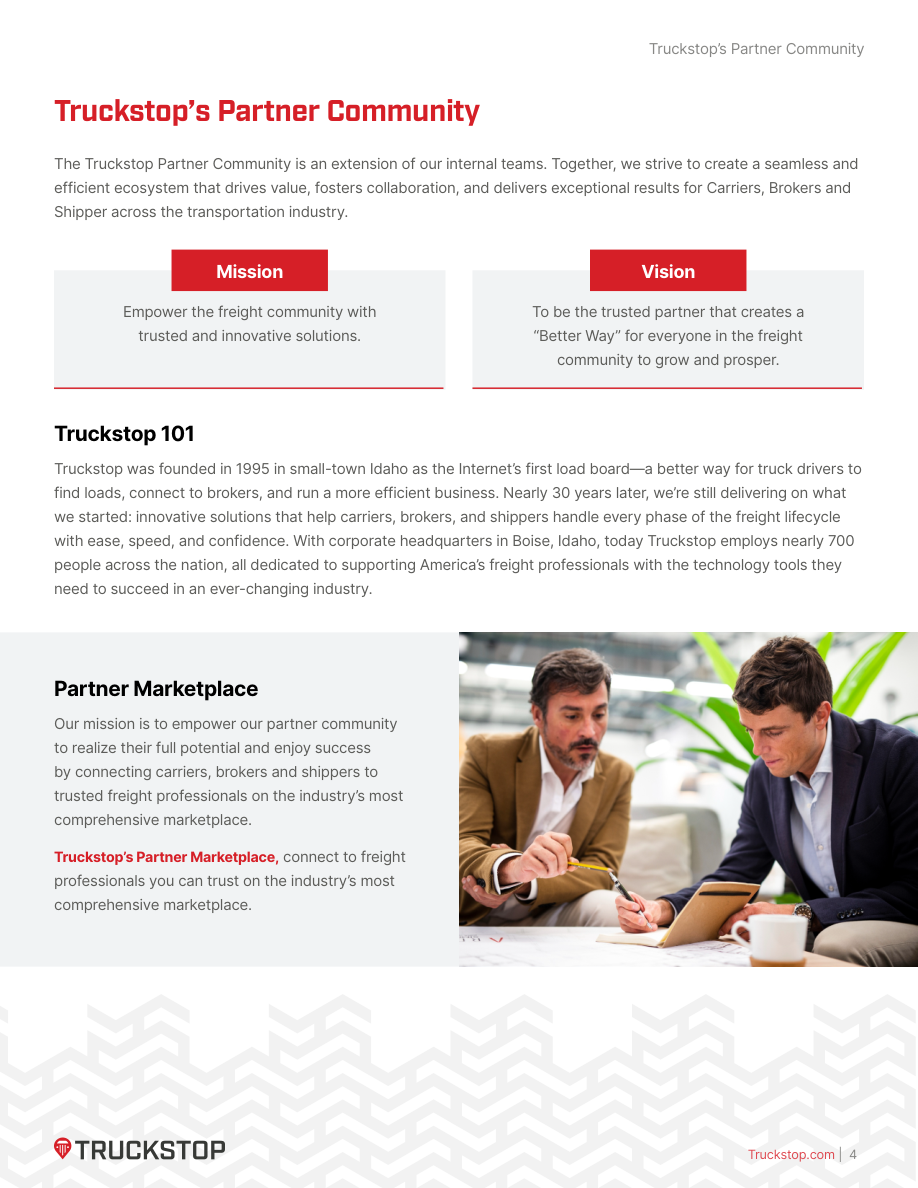 Truckstop’s Partner Community
Truckstop’s Partner Community
The Truckstop Partner Community is an extension of our internal teams. Together, we strive to create a seamless and
efficient ecosystem that drives value, fosters collaboration, and delivers exceptional results for Carriers, Brokers and
Shipper across the transportation industry.
Mission
Empower the freight community with
trusted and innovative solutions.
Vision
To be the trusted partner that creates a
“Better Way” for everyone in the freight
community to grow and prosper.
Truckstop 101
Truckstop was founded in 1995 in small-town Idaho as the Internet’s first load board—a better way for truck drivers to
find loads, connect to brokers, and run a more efficient business. Nearly 30 years later, we’re still delivering on what
we started: innovative solutions that help carriers, brokers, and shippers handle every phase of the freight lifecycle
with ease, speed, and confidence. With corporate headquarters in Boise, Idaho, today Truckstop employs nearly 700
people across the nation, all dedicated to supporting America’s freight professionals with the technology tools they
need to succeed in an ever-changing industry.
Partner Marketplace
Our mission is to empower our partner community
to realize their full potential and enjoy success
by connecting carriers, brokers and shippers to
trusted freight professionals on the industry’s most
comprehensive marketplace.
Truckstop’s Partner Marketplace, connect to freight
professionals you can trust on the industry’s most
comprehensive marketplace.
TRUCKSTOP
Truckstop.com | 4